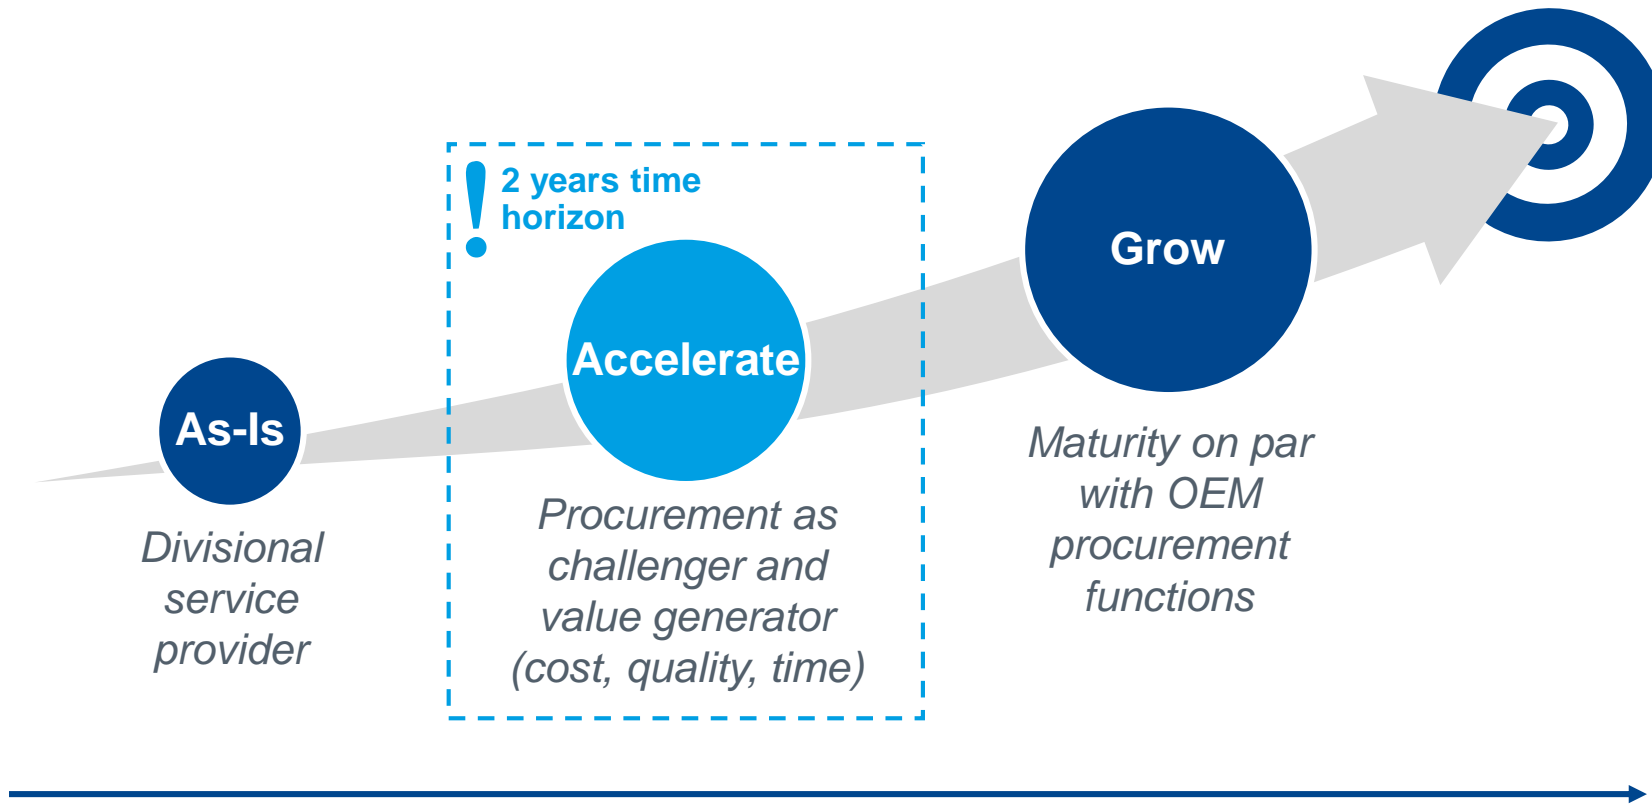 2 years time
horizon
As-Is
Divisional
service
provider
Accelerate
Procurement as
challenger and
value generator
(cost, quality, time)
Grow
Maturity on par
with OEM
procurement
functions